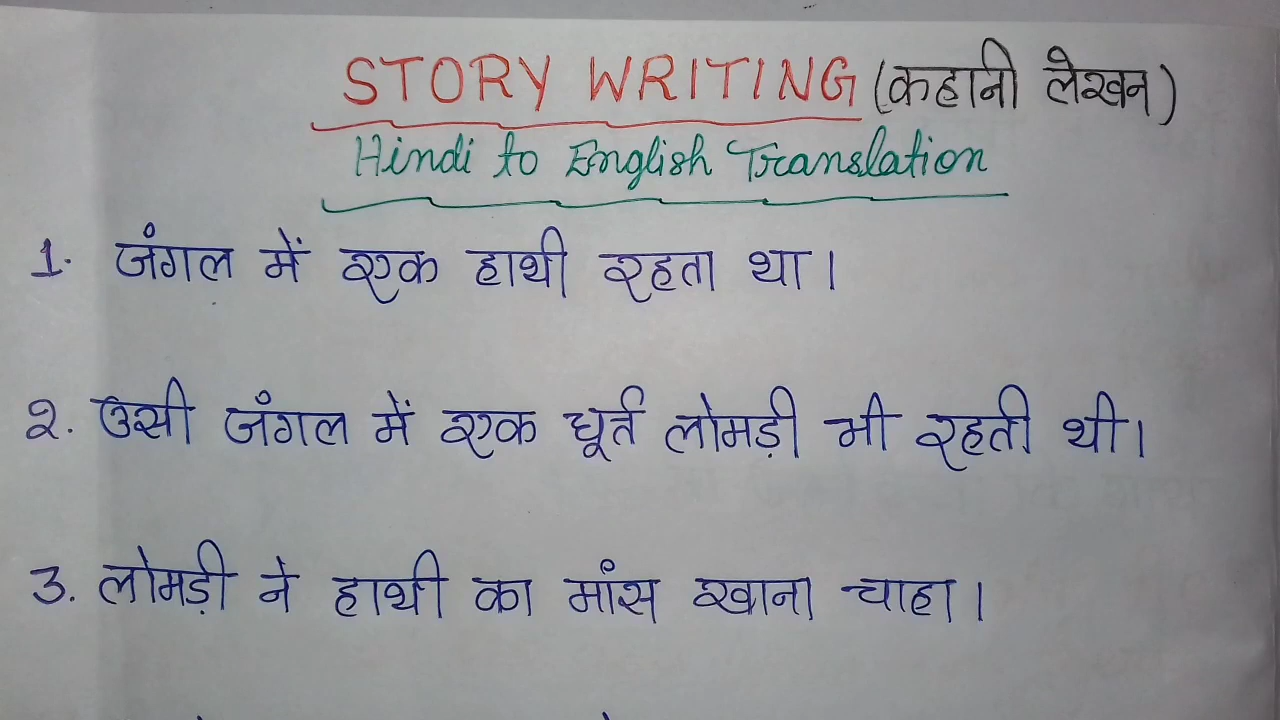 STORY WRITING (कहानी लेखन)
Hindi to English Translation
1. जंगल में एक हाथी रहता था।
2. उसी जंगल में एक धूर्त लोमड़ी भी रहती थी।
3. लोमड़ी ने हाथी का मांस खाना चाहा।